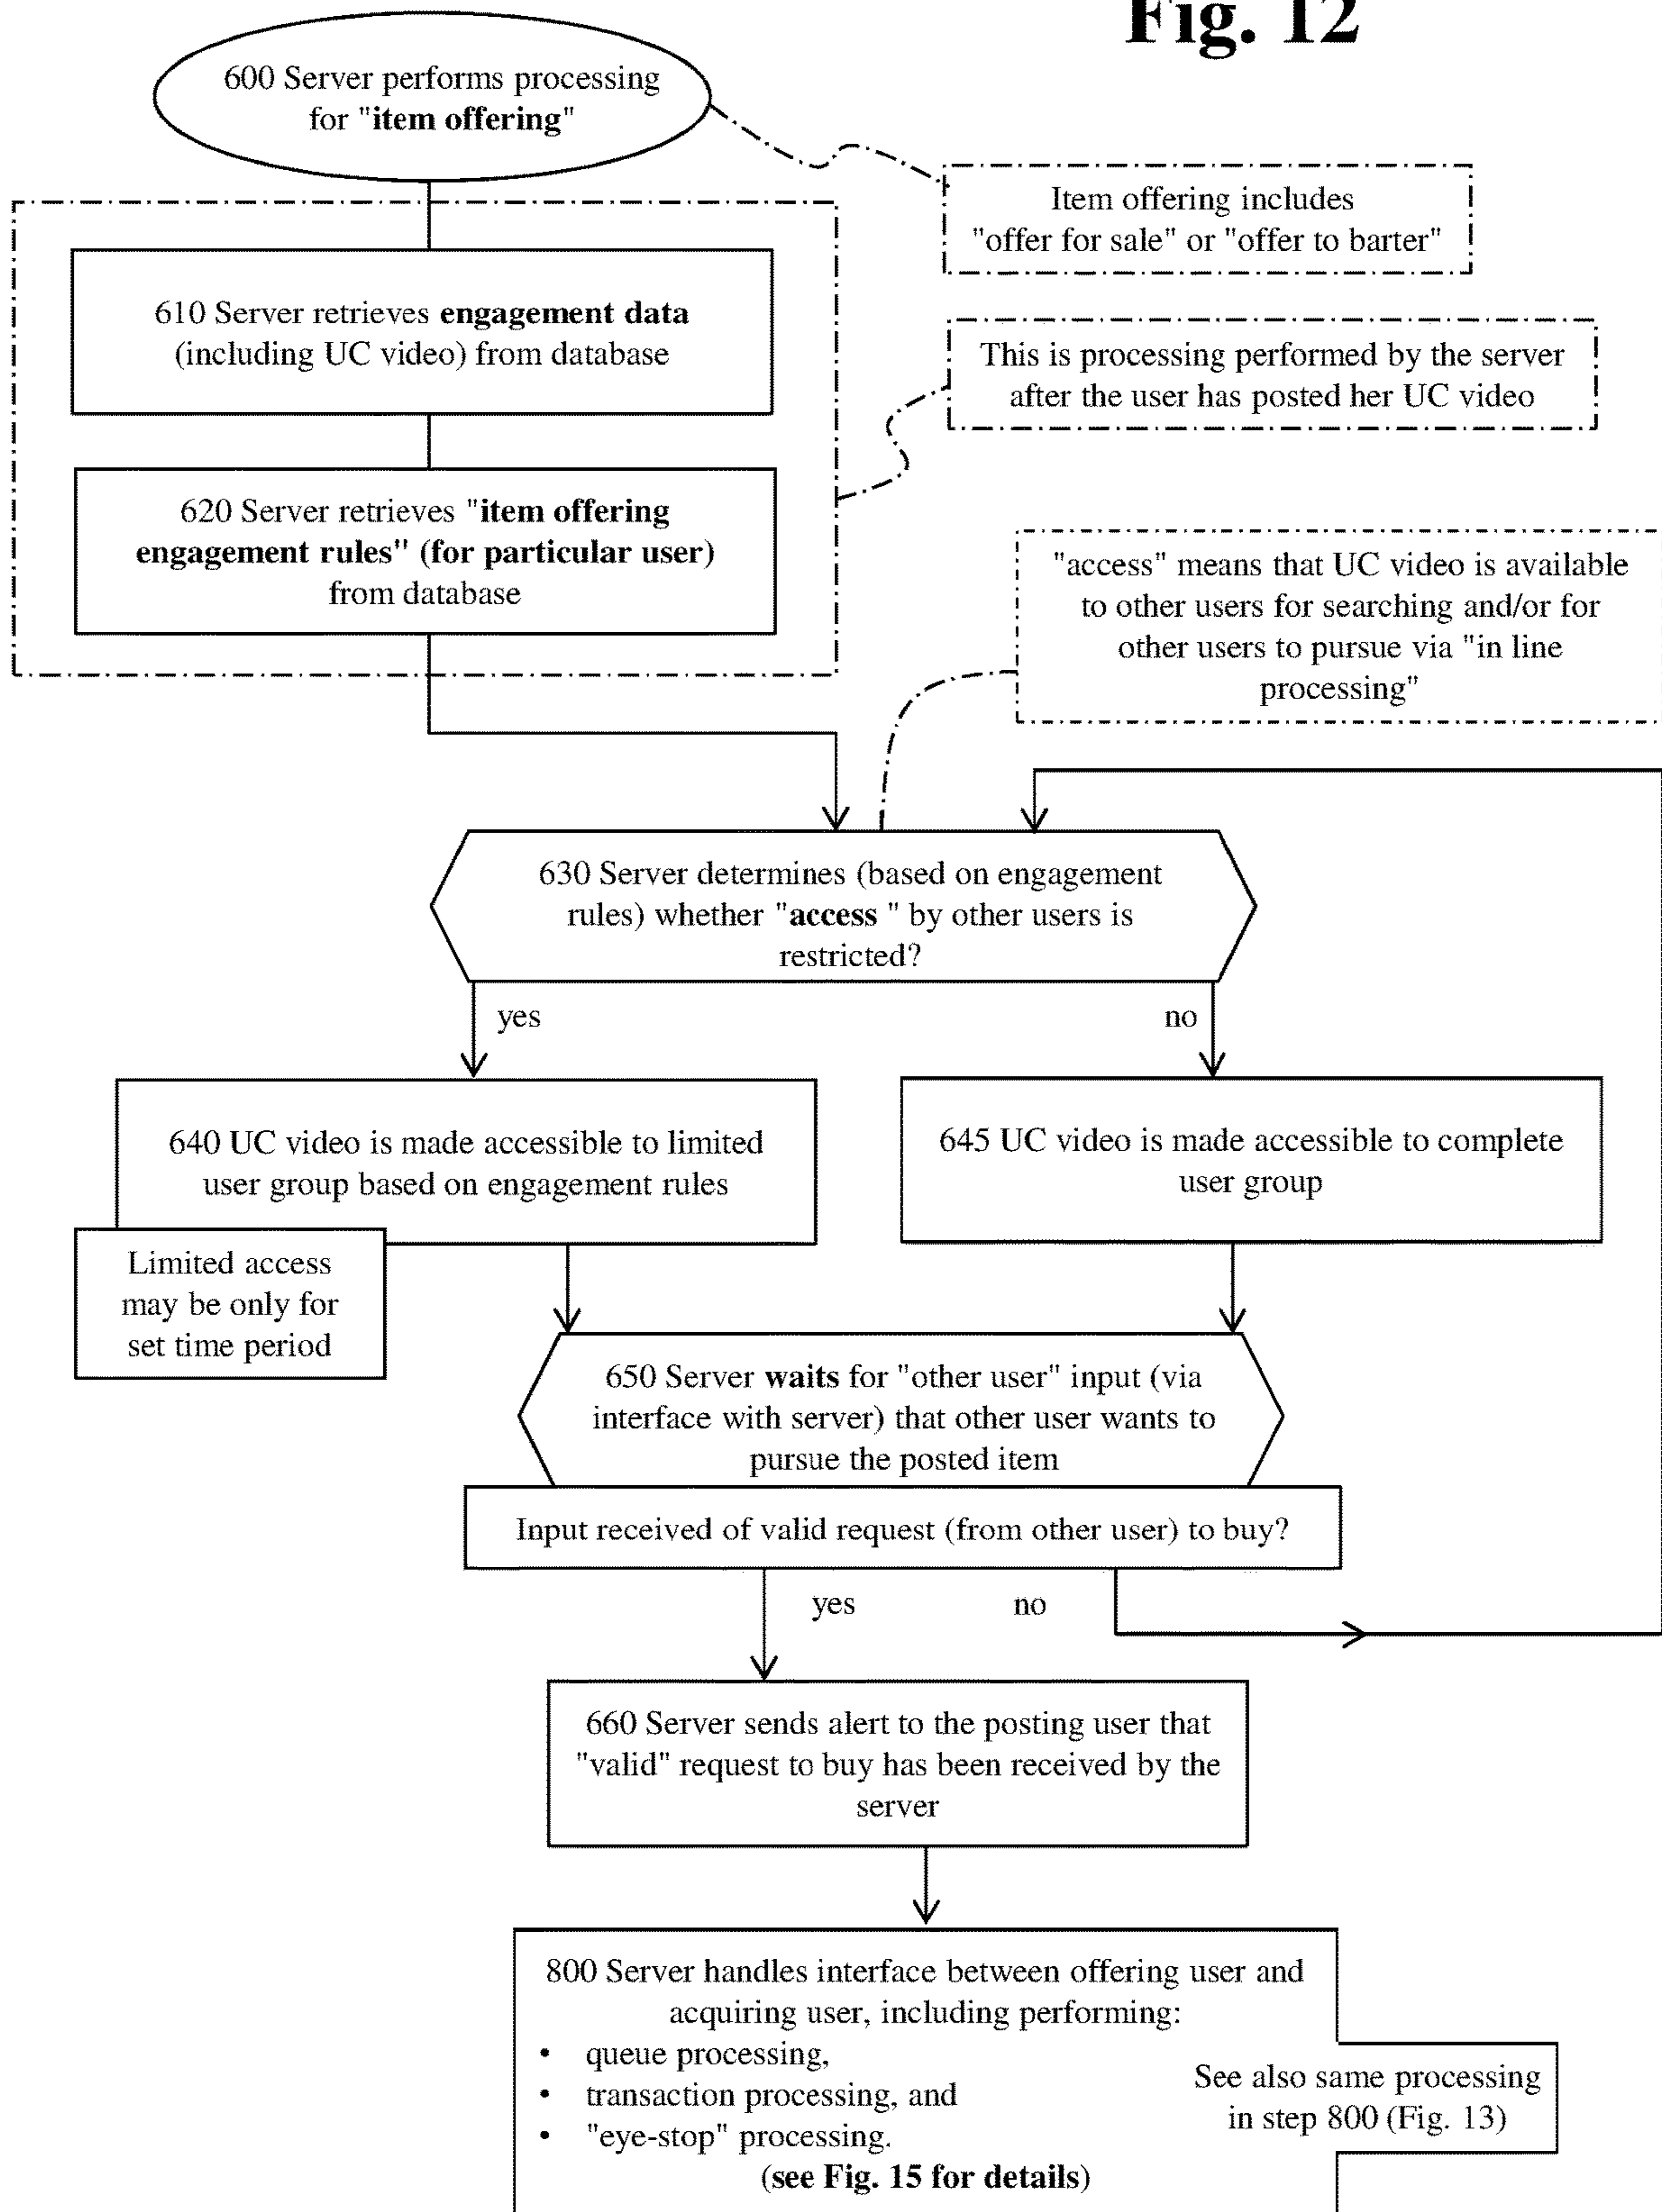 Fig. 12
600 Server performs processing
for "item offering"
Item offering includes
"offer for sale" or "offer to barter"
610 Server retrieves engagement data
(including UC video) from database
This is processing performed by the server
after the user has posted her UC video
620 Server retrieves "item offering
engagement rules" (for particular user)
from database
"access" means that UC video is available
to other users for searching and/or for
other users to pursue via "in line
processing"
630 Server determines (based on engagement
rules) whether "access " by other users is
restricted?
yes
no
640 UC video is made accessible to limited
user group based on engagement rules
645 UC video is made accessible to complete
user group
Limited access
may be only for
set time period
650 Server waits for "other user" input (via
interface with server) that other user wants to
pursue the posted item
Input received of valid request (from other user) to buy?
yes
no
660 Server sends alert to the posting user that
"valid" request to buy has been received by the
server
800 Server handles interface between offering user and
acquiring user, including performing:
• queue processing,
• transaction processing, and
• "eye-stop" processing.
(see Fig. 15 for details)
See also same processing
in step 800 (Fig. 13)